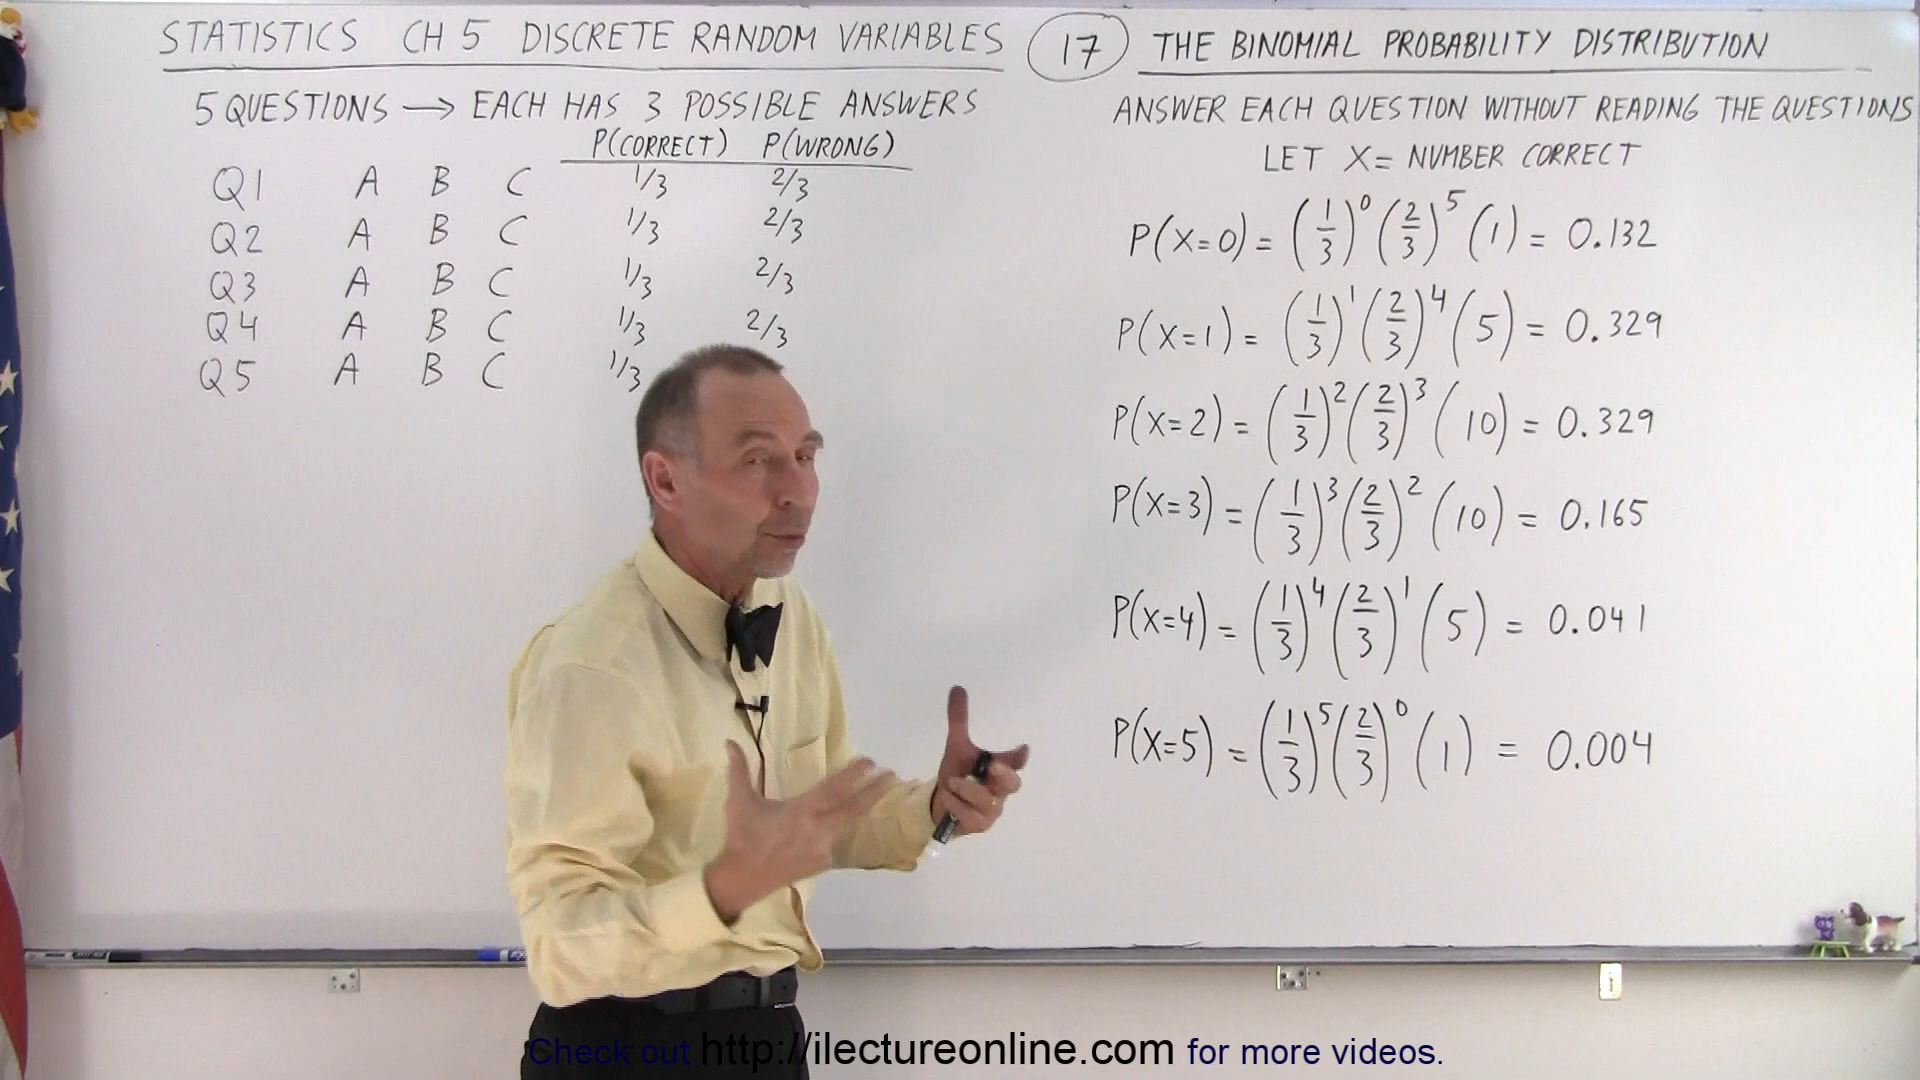 STATISTICS CH 5 DISCRETE RANDOM VARIABLES
5 QUESTIONS → EACH HAS 3 POSSIBLE ANSWERS
P(CORRECT) P(WRONG)
Q1 A B C 1/3 2/3
Q2 A B C 1/3 2/3
Q3 A B C 1/3 2/3
Q4 A B C 1/3 2/3
Q5 A B C 1/3
17 THE BINOMIAL PROBABILITY DISTRIBUTION
ANSWER EACH QUESTION WITHOUT READING THE QUESTIONS
LET X = NUMBER CORRECT
P(X=0) = (1/3)^0 (2/3)^5 (1) = 0.132
P(X=1) = (1/3)^1 (2/3)^4 (5) = 0.329
P(X=2) = (1/3)^2 (2/3)^3 (10) = 0.329
P(X=3) = (1/3)^3 (2/3)^2 (10) = 0.165
P(X=4) = (1/3)^4 (2/3)^1 (5) = 0.041
P(X=5) = (1/3)^5 (2/3)^0 (1) = 0.004
Check out http://ilectureonline.com for more videos.